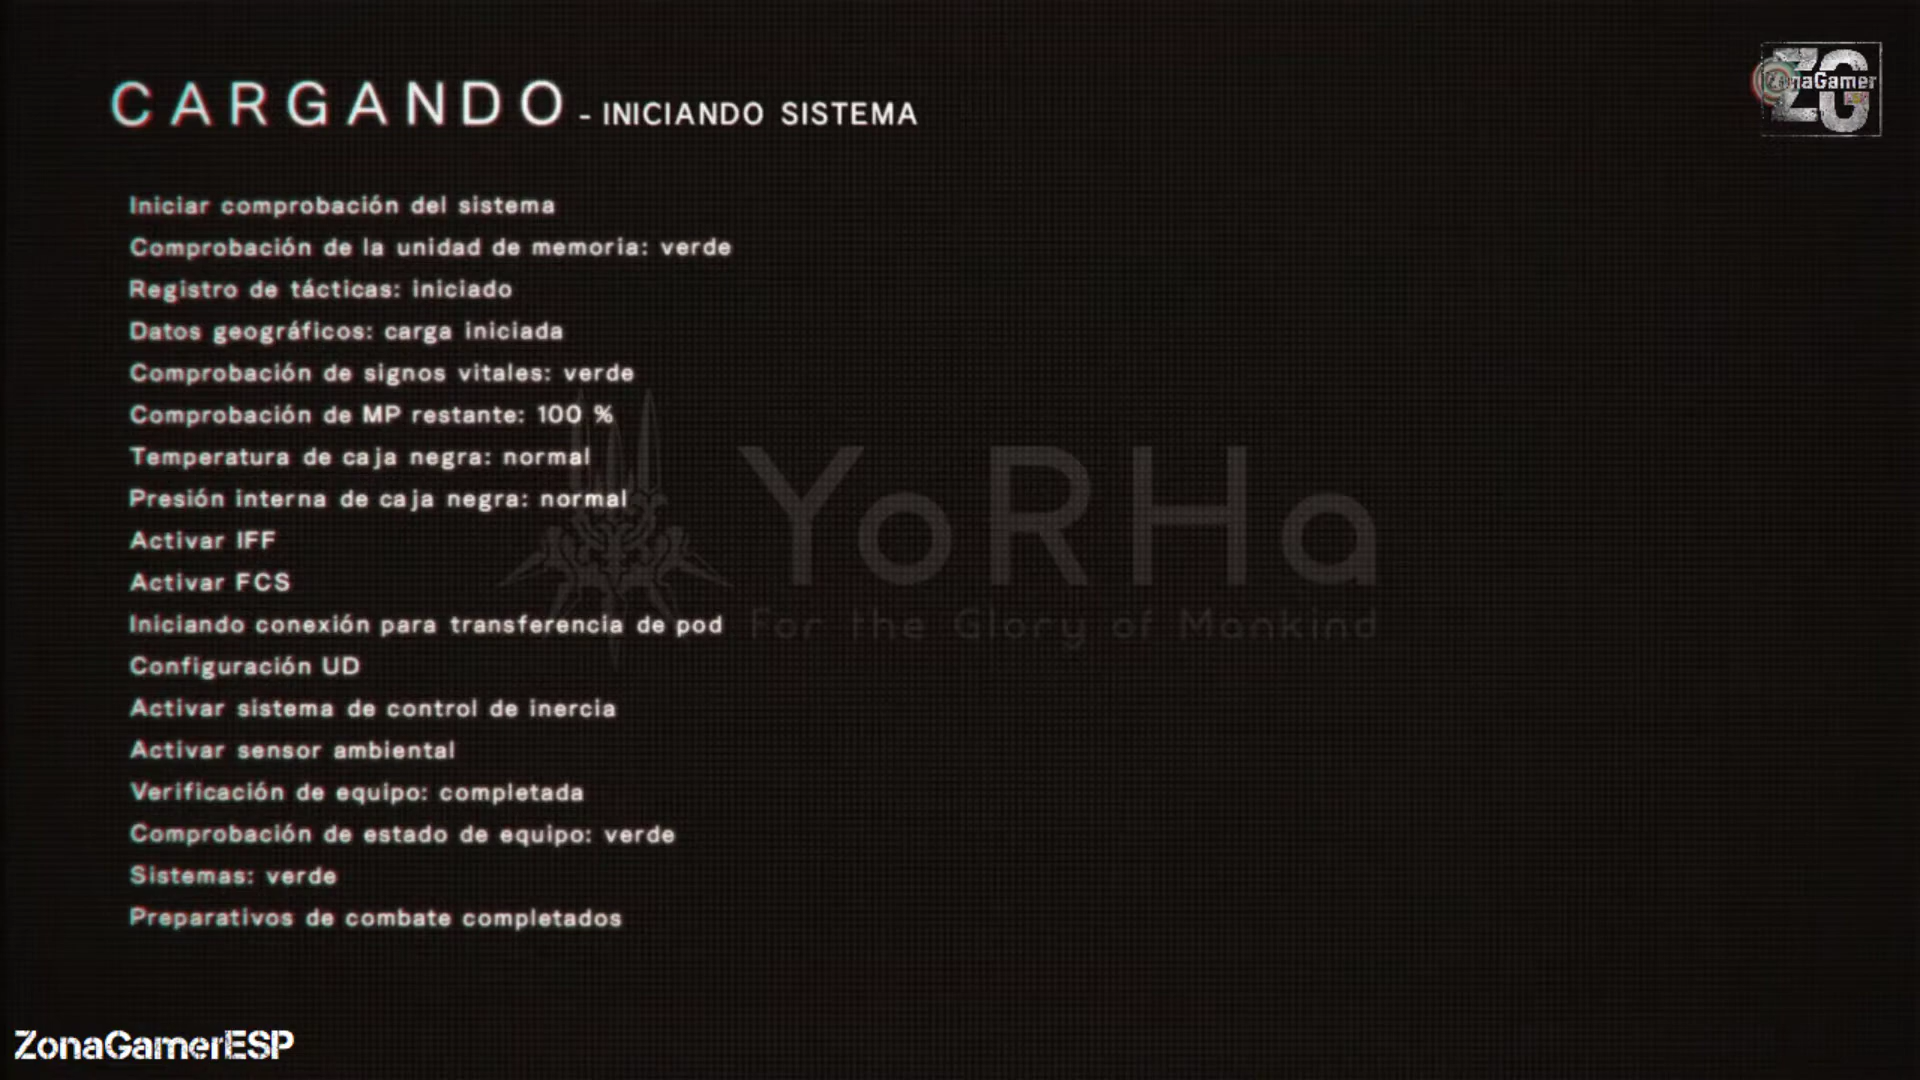 CARGANDO - INICIANDO SISTEMA
ZG
ZonaGamer
Iniciar comprobación del sistema
Comprobación de la unidad de memoria: verde
Registro de tácticas: iniciado
Datos geográficos: carga iniciada
Comprobación de signos vitales: verde
Comprobación de MP restante: 100 %
Temperatura de caja negra: normal
Presión interna de caja negra: normal
Activar IFF
Activar FCS
Iniciando conexión para transferencia de pod
Configuración UD
Activar sistema de control de inercia
Activar sensor ambiental
Verificación de equipo: completada
Comprobación de estado de equipo: verde
Sistemas: verde
Preparativos de combate completados
YoRHa
For the Glory of Mankind
ZonaGamerESP